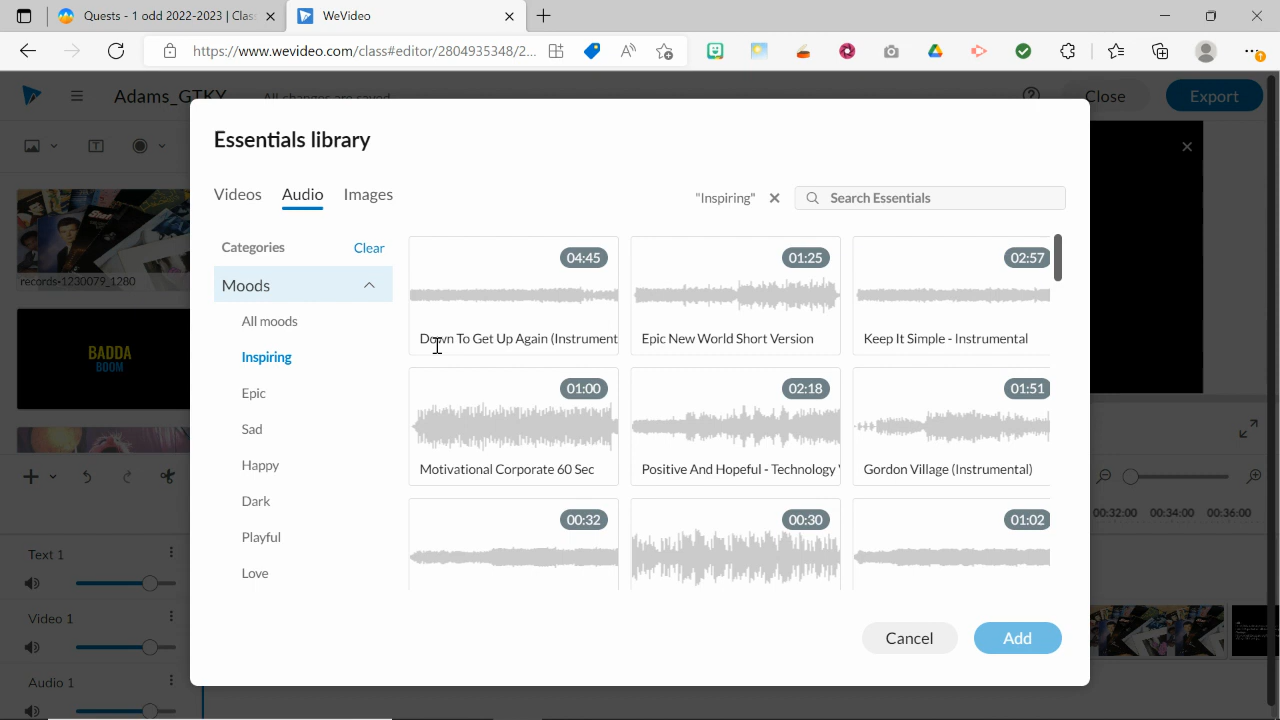 Quests - 1 odd 2022-2023 | Clas
WeVideo
https://www.wevideo.com/class#editor/2804935348/2...
Adams_GTKY
All changes are saved
Close
Export
Essentials library
Videos
Audio
Images
"Inspiring"
Search Essentials
Categories
Clear
Moods
All moods
Inspiring
Epic
Sad
Happy
Dark
Playful
Love
04:45
Down To Get Up Again (Instrument
01:25
Epic New World Short Version
02:57
Keep It Simple - Instrumental
01:00
Motivational Corporate 60 Sec
02:18
Positive And Hopeful - Technology
01:51
Gordon Village (Instrumental)
00:32
00:30
01:02
Cancel
Add
records-1230079_1280
BADDA
BOOM
00:32:00 00:34:00 00:36:00
Text 1
Video 1
Audio 1